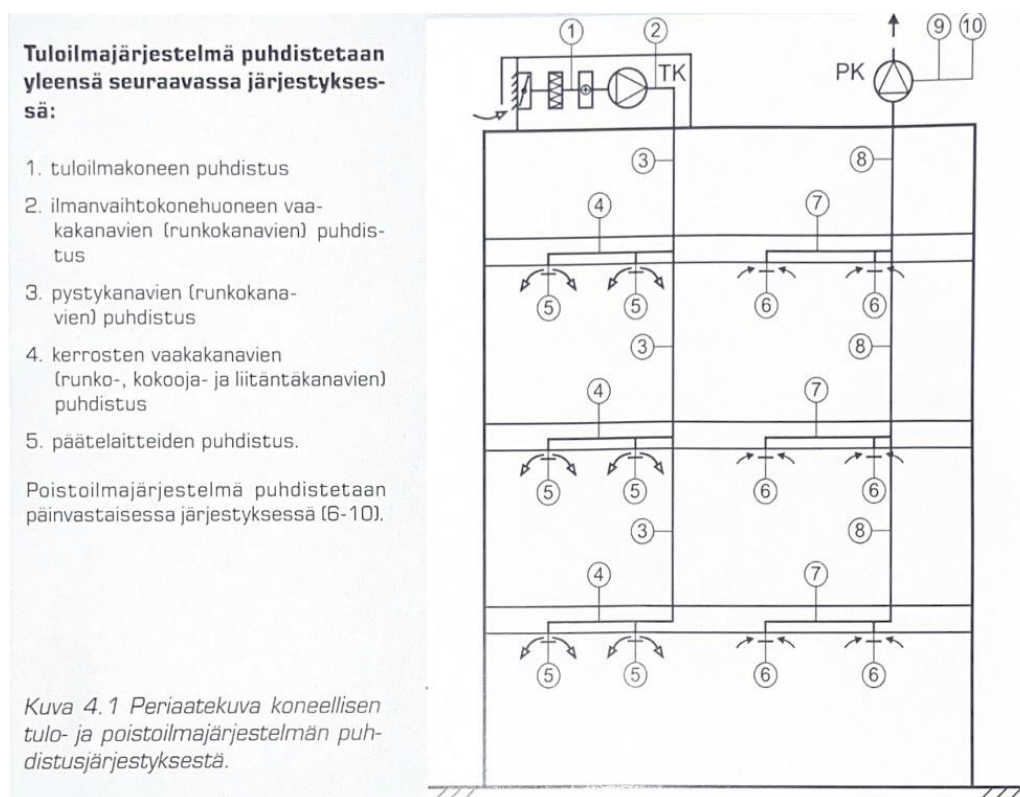 Tuloilmajärjestelmä puhdistetaan
yleensä seuraavassa järjestykses-
sä:
1. tuloilmakoneen puhdistus
2. ilmanvaihtokonehuoneen vaa-
kakanavien (runkokanavien) puhdis-
tus
3. pystykanavien (runkokana-
vien) puhdistus
4. kerrosten vaakakanavien
(runko-, kokooja- ja liitäntäkanavien)
puhdistus
5. päätelaitteiden puhdistus.
Poistoilmajärjestelmä puhdistetaan
päinvastaisessa järjestyksessä (6-10).
Kuva 4.1 Periaatekuva koneellisen
tulo- ja poistoilmajärjestelmän puh-
distusjärjestyksestä.
1 2 9 10
TK PK
3 8
4 7
5 5 6 6
3 8
4 7
5 5 6 6
3 8
4 7
5 5 6 6